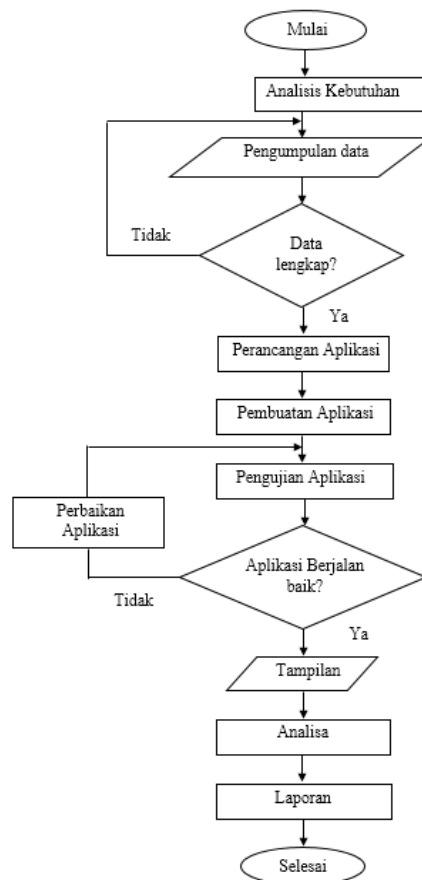 Mulai
Analisis Kebutuhan
Pengumpulan data
Tidak
Data
lengkap?
Ya
Perancangan Aplikasi
Pembuatan Aplikasi
Pengujian Aplikasi
Perbaikan
Aplikasi
Aplikasi Berjalan
baik?
Tidak
Ya
Tampilan
Analisa
Laporan
Selesai